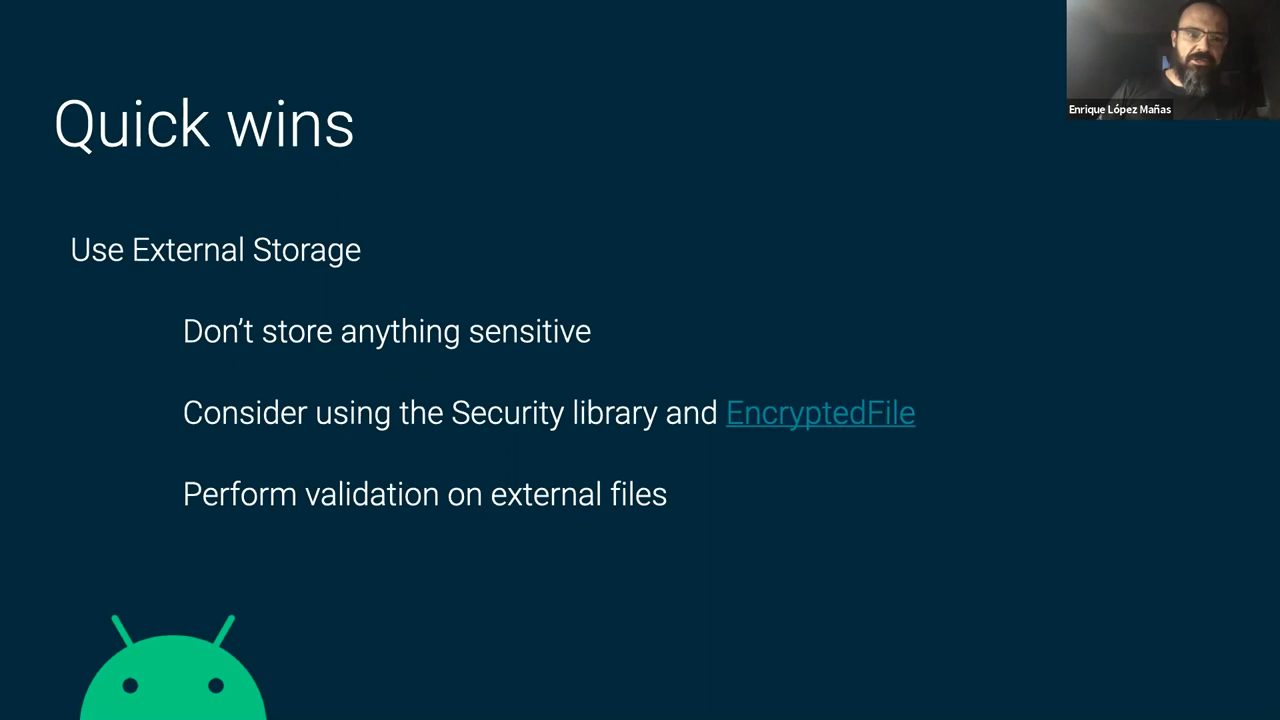 Quick wins
Enrique López Mañas
Use External Storage
Don’t store anything sensitive
Consider using the Security library and EncryptedFile
Perform validation on external files